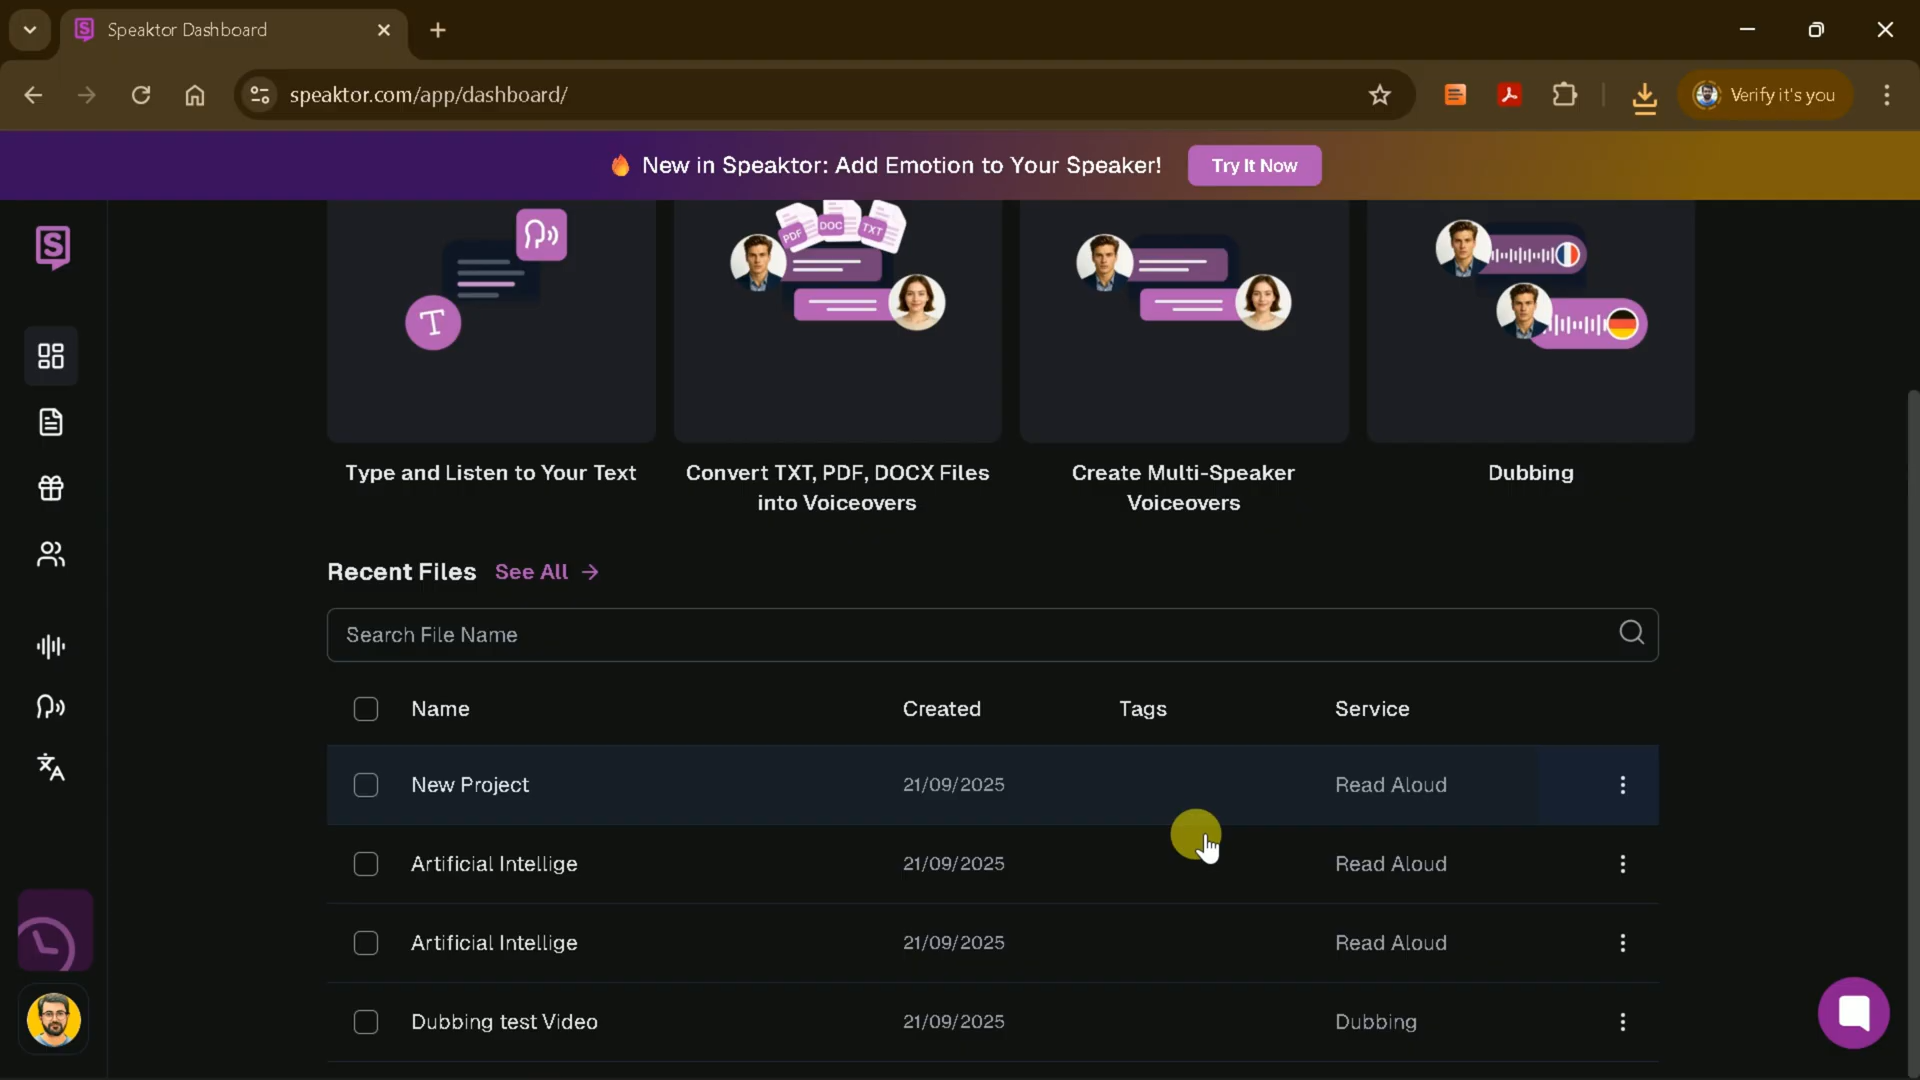 Speaktor Dashboard
speaktor.com/app/dashboard/
Verify it's you
New in Speaktor: Add Emotion to Your Speaker!
Try It Now
S
T
PDF
DOC
TXT
Type and Listen to Your Text
Convert TXT, PDF, DOCX Files
into Voiceovers
Create Multi-Speaker
Voiceovers
Dubbing
Recent Files See All →
Search File Name
Name Created Tags Service
New Project 21/09/2025 Read Aloud
Artificial Intellige 21/09/2025 Read Aloud
Artificial Intellige 21/09/2025 Read Aloud
Dubbing test Video 21/09/2025 Dubbing